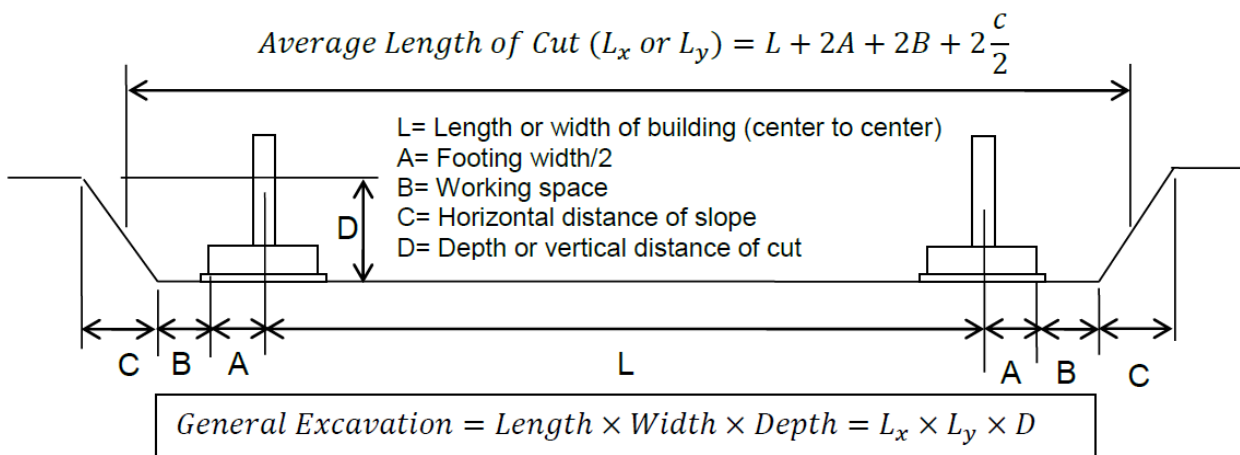 Average Length of Cut (Lx or Ly) = L + 2A + 2B + 2 c/2
L= Length or width of building (center to center)
A= Footing width/2
B= Working space
C= Horizontal distance of slope
D= Depth or vertical distance of cut
D
C B A L A B C
General Excavation = Length × Width × Depth = Lx × Ly × D